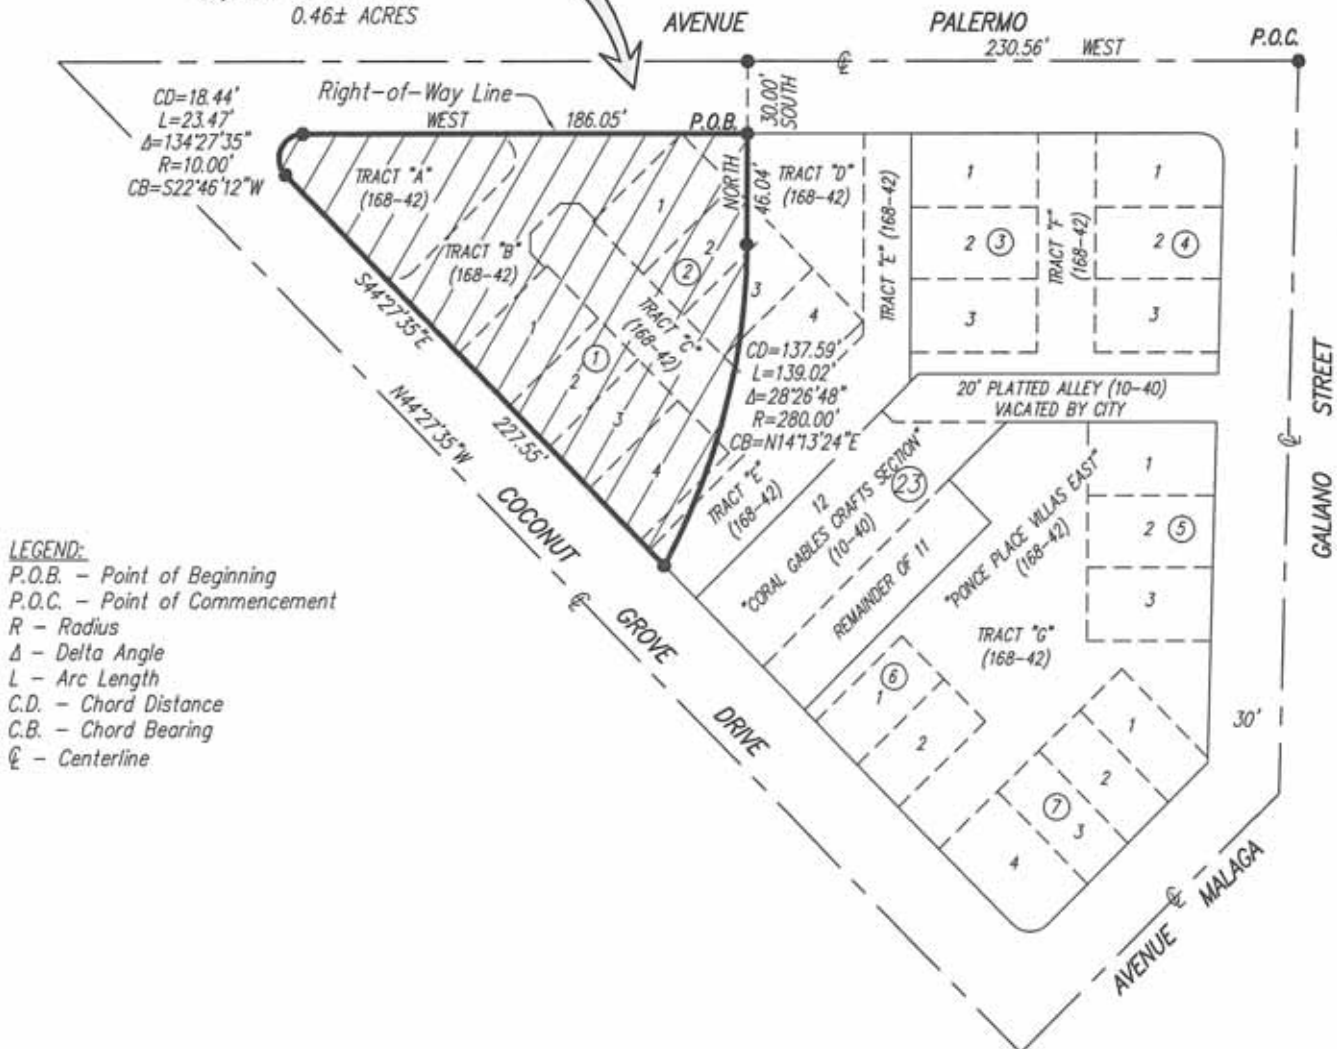 0.46± ACRES
AVENUE
PALERMO
230.56' WEST
P.O.C.
℄
CD=18.44'
L=23.47'
Δ=134°27'35"
R=10.00'
CB=S22°46'12"W
Right-of-Way Line
WEST 186.05'
P.O.B.
30.00'
SOUTH
NORTH
46.04'
TRACT "A"
(168-42)
TRACT "B"
(168-42)
TRACT "C"
(168-42)
TRACT "D"
(168-42)
TRACT "E" (168-42)
TRACT "F"
(168-42)
1
2
3
4
②
1
2
3
4
①
1
2 ③
3
1
2 ④
3
CD=137.59'
L=139.02'
Δ=28°26'48"
R=280.00'
CB=N14°13'24"E
S44°27'35"E
227.55'
N44°27'35"W
20' PLATTED ALLEY (10-40)
VACATED BY CITY
TRACT "E"
(168-42)
12
"CORAL GABLES CRAFTS SECTION"
(10-40)
23
REMAINDER OF 11
"PONCE PLACE VILLAS EAST"
(168-42)
TRACT "G"
(168-42)
1
2 ⑤
3
⑥
1
2
1
2
3
4
⑦
30'
COCONUT
℄
GROVE
DRIVE
GALIANO STREET
℄
AVENUE ℄ MALAGA
LEGEND:
P.O.B. - Point of Beginning
P.O.C. - Point of Commencement
R - Radius
Δ - Delta Angle
L - Arc Length
C.D. - Chord Distance
C.B. - Chord Bearing
℄ - Centerline